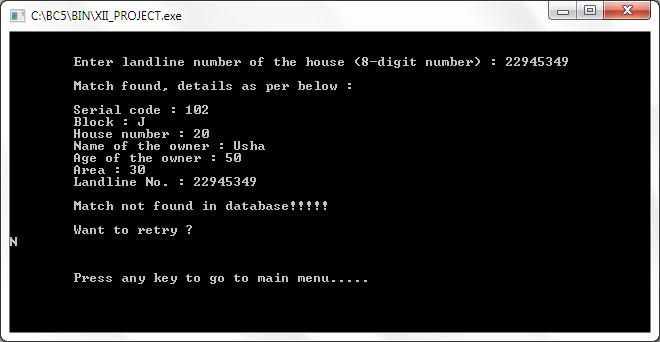 C:\BC5\BIN\XII_PROJECT.exe
Enter landline number of the house (8-digit number) : 22945349
Match found, details as per below :
Serial code : 102
Block : J
House number : 20
Name of the owner : Usha
Age of the owner : 50
Area : 30
Landline No. : 22945349
Match not found in database!!!!!
Want to retry ?
N
Press any key to go to main menu.....